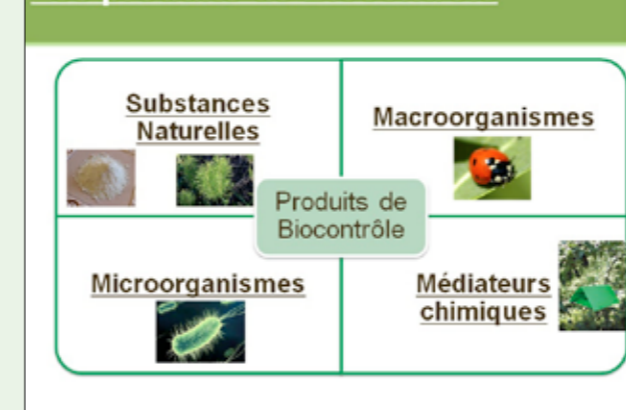 Substances
Naturelles
Macroorganismes
Produits de
Biocontrôle
Microorganismes
Médiateurs
chimiques